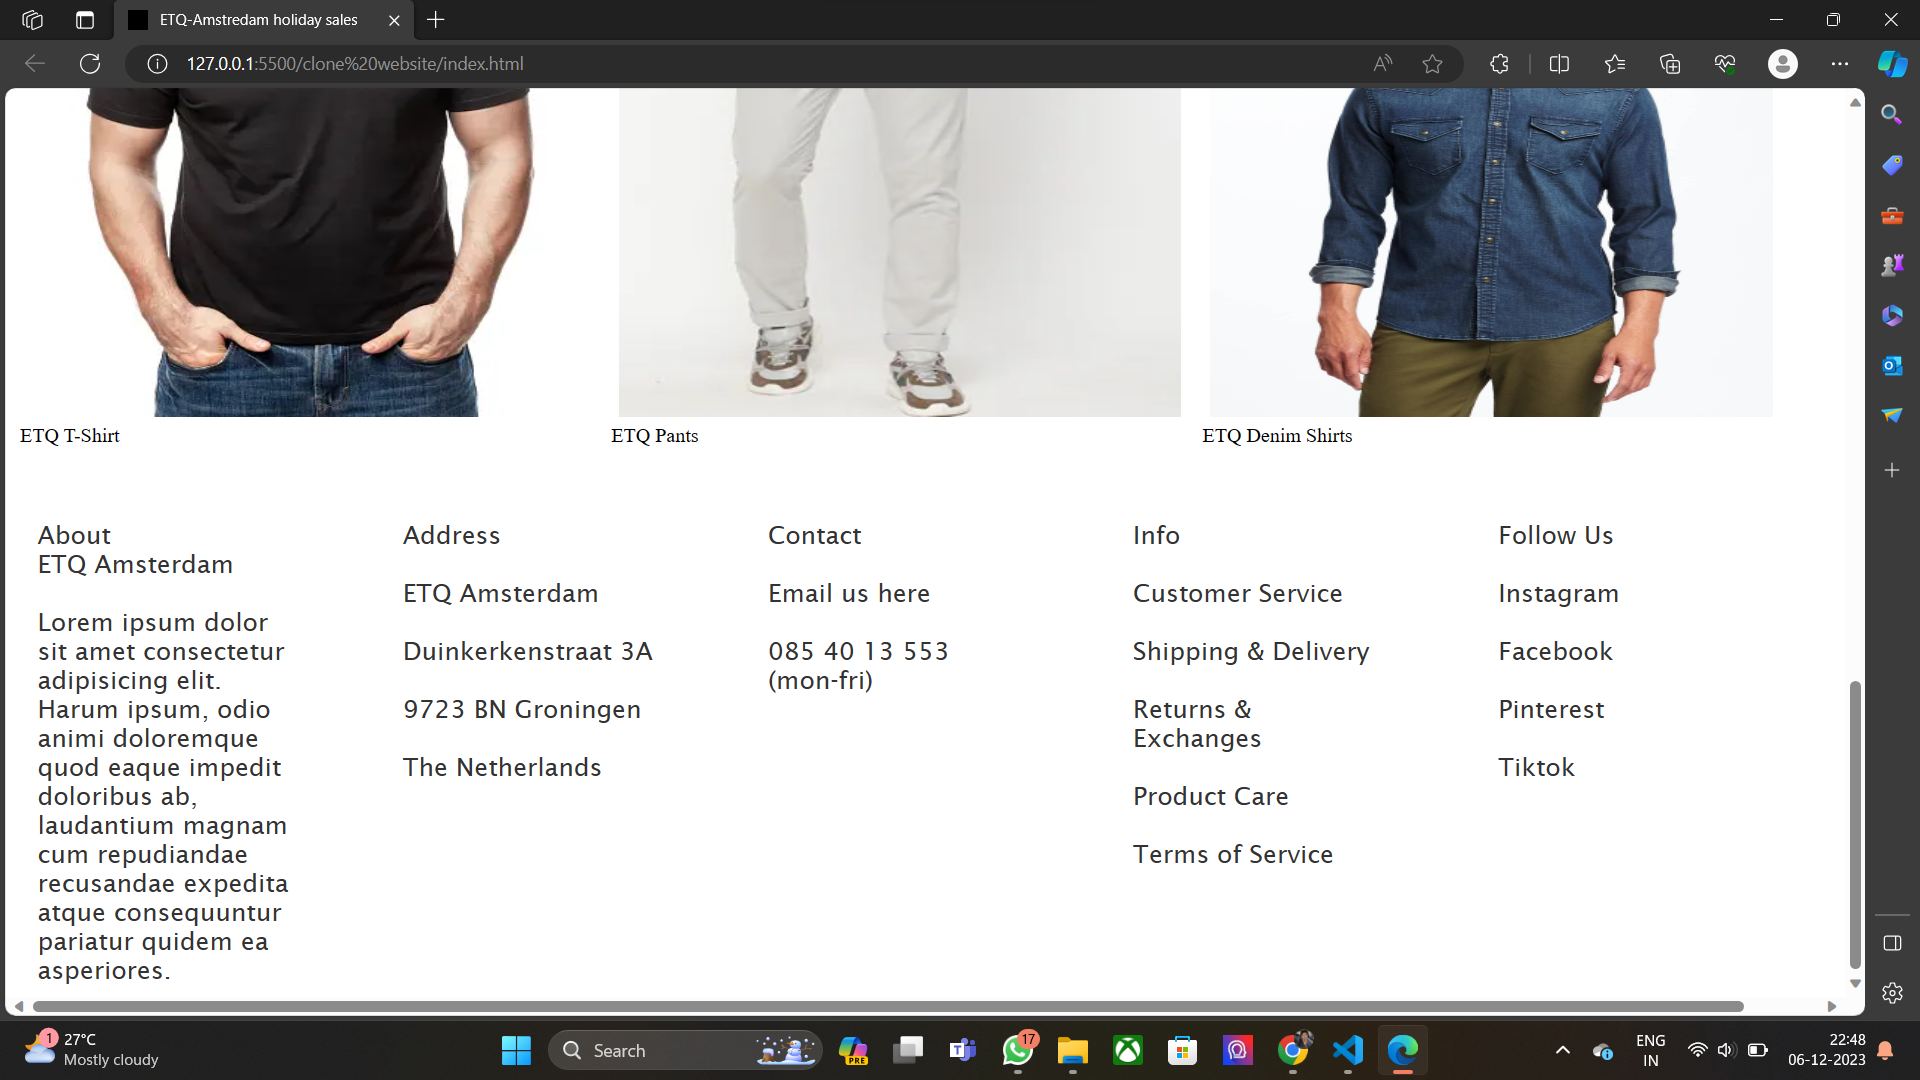 ETQ-Amstredam holiday sales
127.0.0.1:5500/clone%20website/index.html
ETQ T-Shirt
ETQ Pants
ETQ Denim Shirts
About
ETQ Amsterdam
Lorem ipsum dolor
sit amet consectetur
adipisicing elit.
Harum ipsum, odio
animi doloremque
quod eaque impedit
doloribus ab,
laudantium magnam
cum repudiandae
recusandae expedita
atque consequuntur
pariatur quidem ea
asperiores.
Address
ETQ Amsterdam
Duinkerkenstraat 3A
9723 BN Groningen
The Netherlands
Contact
Email us here
085 40 13 553
(mon-fri)
Info
Customer Service
Shipping & Delivery
Returns &
Exchanges
Product Care
Terms of Service
Follow Us
Instagram
Facebook
Pinterest
Tiktok
1
27°C
Mostly cloudy
Search
PRE
17
ENG
IN
22:48
06-12-2023